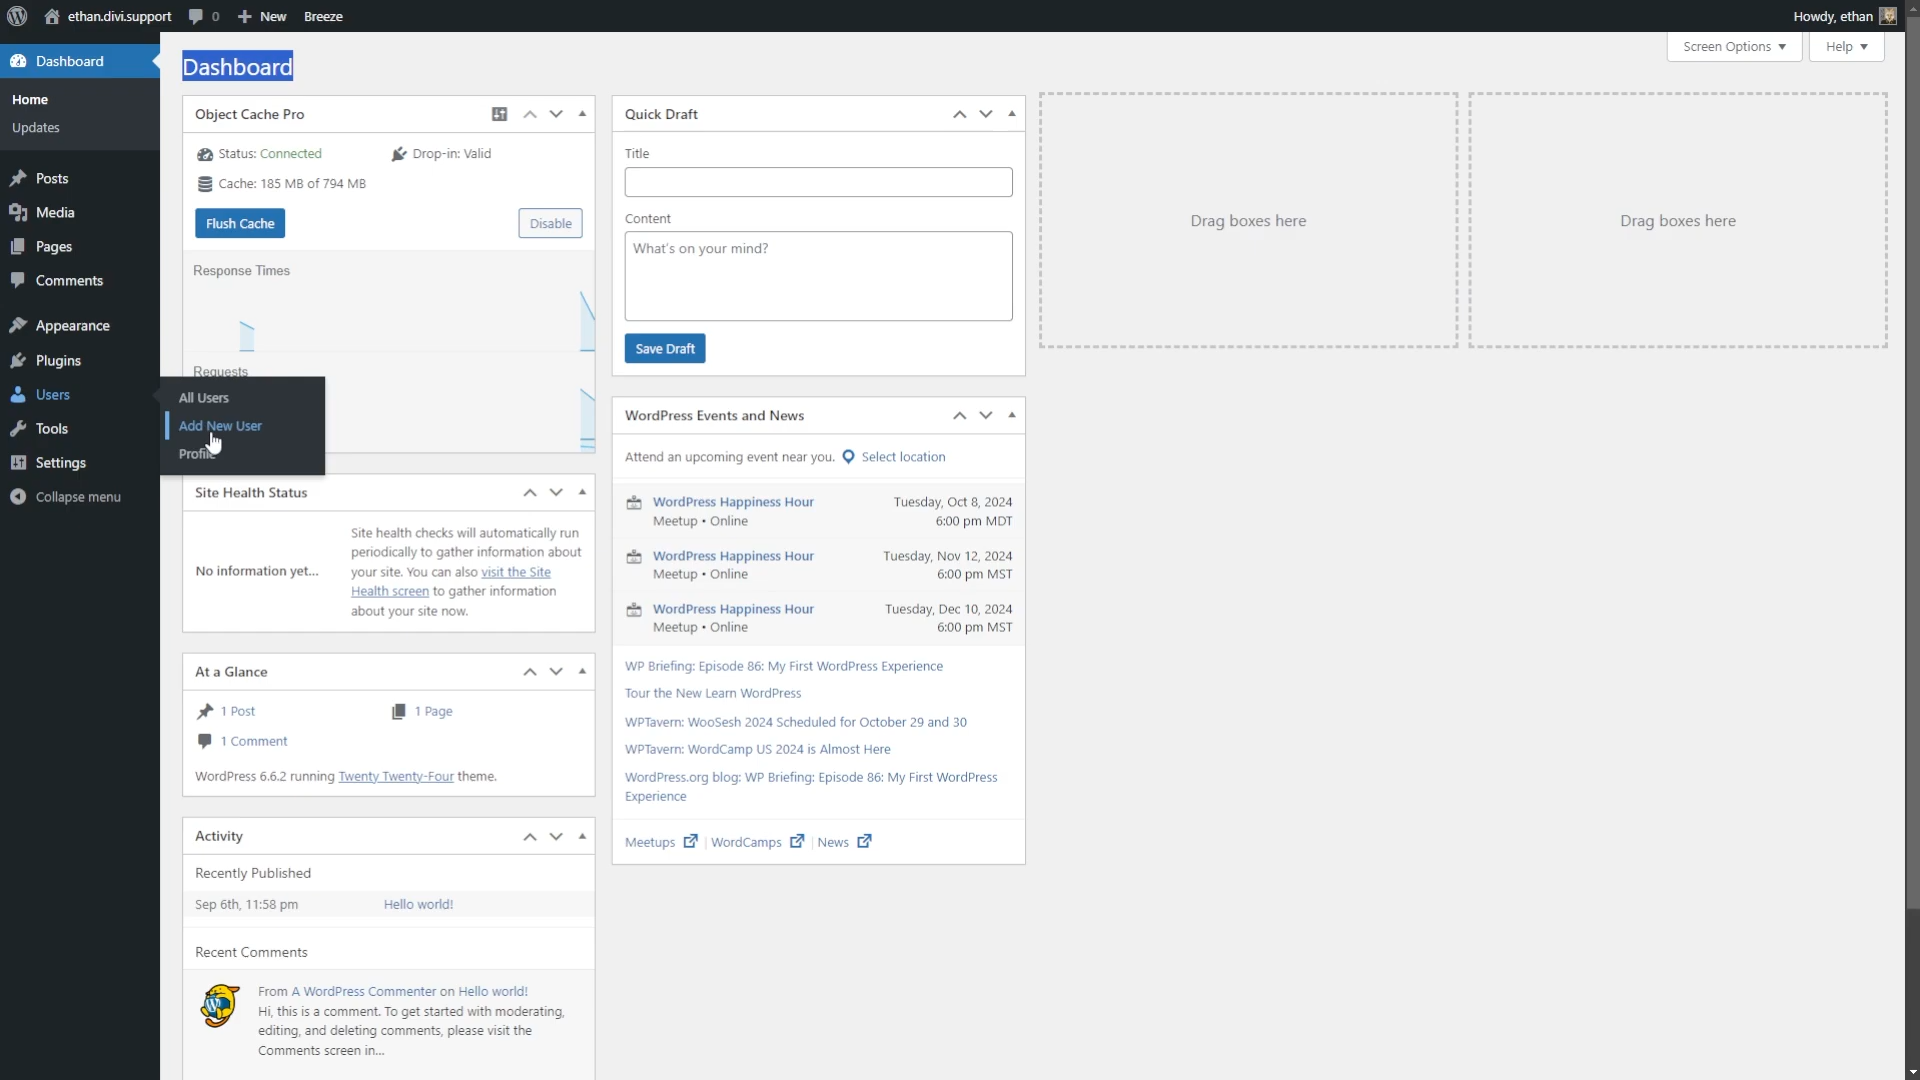 ethan.divi.support 0 New Breeze Howdy, ethan
Screen Options Help
Dashboard
Home
Updates
Posts
Media
Pages
Comments
Appearance
Plugins
Users
Tools
Settings
Collapse menu
All Users
Add New User
Profile
Dashboard
Object Cache Pro
Status: Connected Drop-in: Valid
Cache: 185 MB of 794 MB
Flush Cache Disable
Response Times
Requests
Site Health Status
No information yet...
Site health checks will automatically run
periodically to gather information about
your site. You can also visit the Site
Health screen to gather information
about your site now.
At a Glance
1 Post 1 Page
1 Comment
WordPress 6.6.2 running Twenty Twenty-Four theme.
Activity
Recently Published
Sep 6th, 11:58 pm Hello world!
Recent Comments
From A WordPress Commenter on Hello world!
Hi, this is a comment. To get started with moderating,
editing, and deleting comments, please visit the
Comments screen in...
Quick Draft
Title
Content
What's on your mind?
Save Draft
WordPress Events and News
Attend an upcoming event near you. Select location
WordPress Happiness Hour Tuesday, Oct 8, 2024
Meetup • Online 6:00 pm MDT
WordPress Happiness Hour Tuesday, Nov 12, 2024
Meetup • Online 6:00 pm MST
WordPress Happiness Hour Tuesday, Dec 10, 2024
Meetup • Online 6:00 pm MST
WP Briefing: Episode 86: My First WordPress Experience
Tour the New Learn WordPress
WPTavern: WooSesh 2024 Scheduled for October 29 and 30
WPTavern: WordCamp US 2024 is Almost Here
WordPress.org blog: WP Briefing: Episode 86: My First WordPress
Experience
Meetups | WordCamps | News
Drag boxes here
Drag boxes here